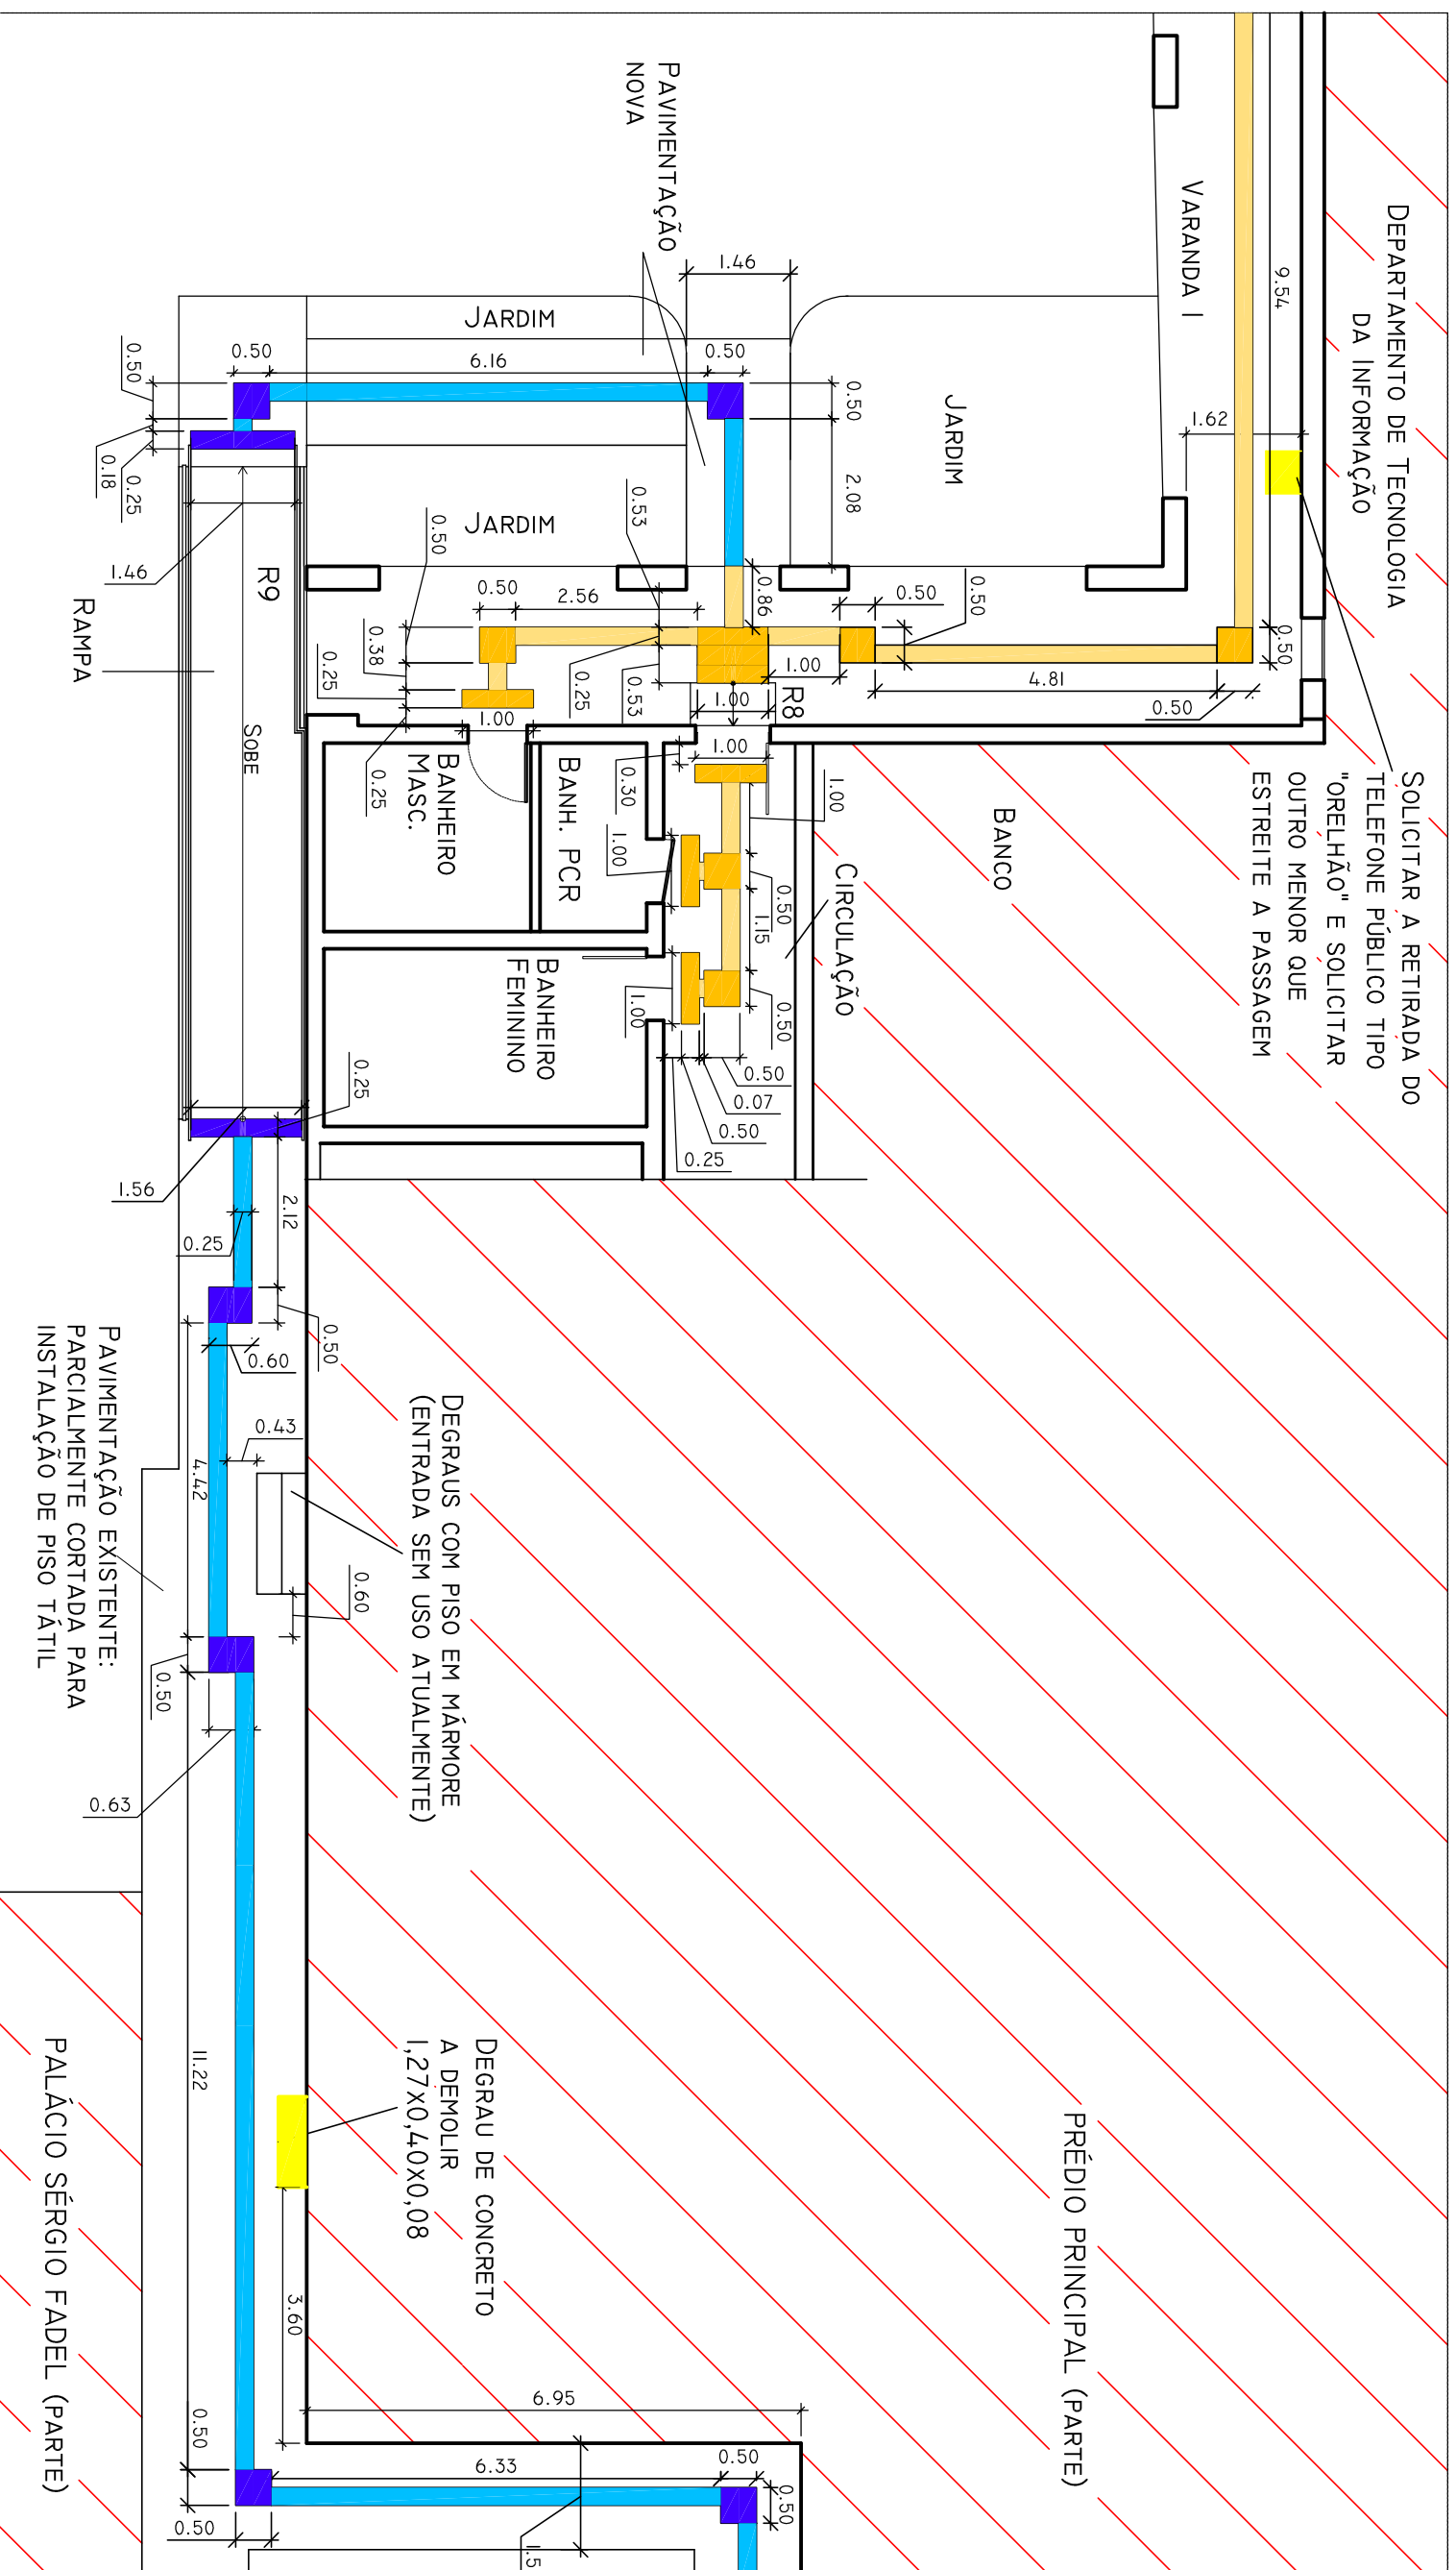 DEPARTAMENTO DE TECNOLOGIA
DA INFORMAÇÃO
SOLICITAR A RETIRADA DO
TELEFONE PÚBLICO TIPO
"ORELHÃO" E SOLICITAR
OUTRO MENOR QUE
ESTREITE A PASSAGEM
VARANDA I
9.54
0.50
1.62
4.81
0.50
PAVIMENTAÇÃO
NOVA
1.46
JARDIM
JARDIM
JARDIM
0.50
6.16
0.50
0.50
2.08
0.86
0.50
0.50
1.00
R8
1.00
0.53
0.25
0.53
0.50
2.56
0.50
0.38
0.25
0.25
1.00
1.00
0.30
1.00
0.50
1.15
0.50
1.00
1.00
0.50
0.07
0.50
0.25
BANCO
CIRCULAÇÃO
BANH. PCR
BANHEIRO
MASC.
BANHEIRO
FEMININO
0.50
0.18
0.25
1.46
R9
RAMPA
SOBE
0.25
1.56
2.12
0.25
0.50
0.60
0.43
4.42
0.60
0.50
0.63
PAVIMENTAÇÃO EXISTENTE:
PARCIALMENTE CORTADA PARA
INSTALAÇÃO DE PISO TÁTIL
DEGRAUS COM PISO EM MÁRMORE
(ENTRADA SEM USO ATUALMENTE)
DEGRAU DE CONCRETO
A DEMOLIR
1,27X0,40X0,08
PRÉDIO PRINCIPAL (PARTE)
PALÁCIO SÉRGIO FADEL (PARTE)
11.22
3.60
6.95
6.33
0.50
0.50
0.50
0.50
1.5